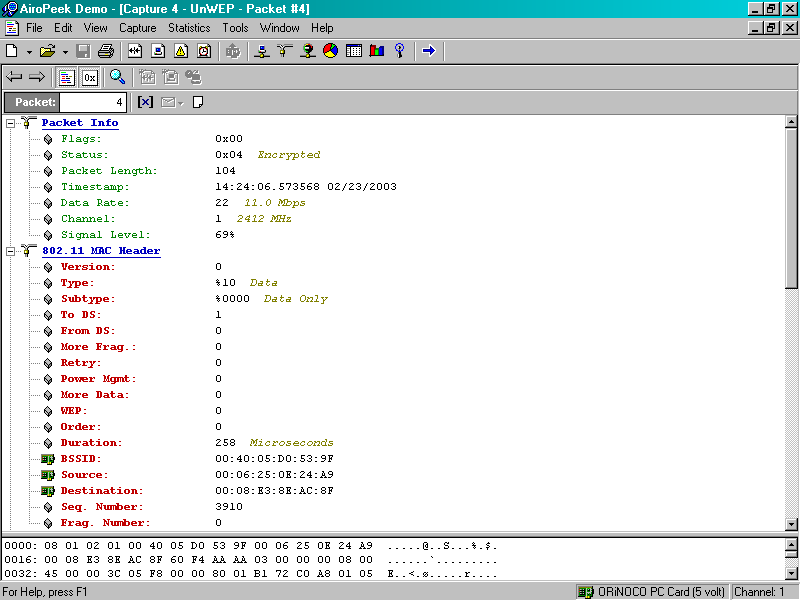 AiroPeek Demo - [Capture 4 - UnWEP - Packet #4]
File Edit View Capture Statistics Tools Window Help
0x
Packet: 4 [x]
Packet Info
Flags: 0x00
Status: 0x04 Encrypted
Packet Length: 104
Timestamp: 14:24:06.573568 02/23/2003
Data Rate: 22 11.0 Mbps
Channel: 1 2412 MHz
Signal Level: 69%
802.11 MAC Header
Version: 0
Type: %10 Data
Subtype: %0000 Data Only
To DS: 1
From DS: 0
More Frag.: 0
Retry: 0
Power Mgmt: 0
More Data: 0
WEP: 0
Order: 0
Duration: 258 Microseconds
BSSID: 00:40:05:D0:53:9F
Source: 00:06:25:0E:24:A9
Destination: 00:08:E3:8E:AC:8F
Seq. Number: 3910
Frag. Number: 0
0000: 08 01 02 01 00 40 05 D0 53 9F 00 06 25 0E 24 A9 .....@..S...%.$.
0016: 00 08 E3 8E AC 8F 60 F4 AA AA 03 00 00 00 08 00 ......`.........
0032: 45 00 00 3C 05 F8 00 00 80 01 B1 72 C0 A8 01 05
For Help, press F1 ORiNOCO PC Card (5 volt) Channel: 1